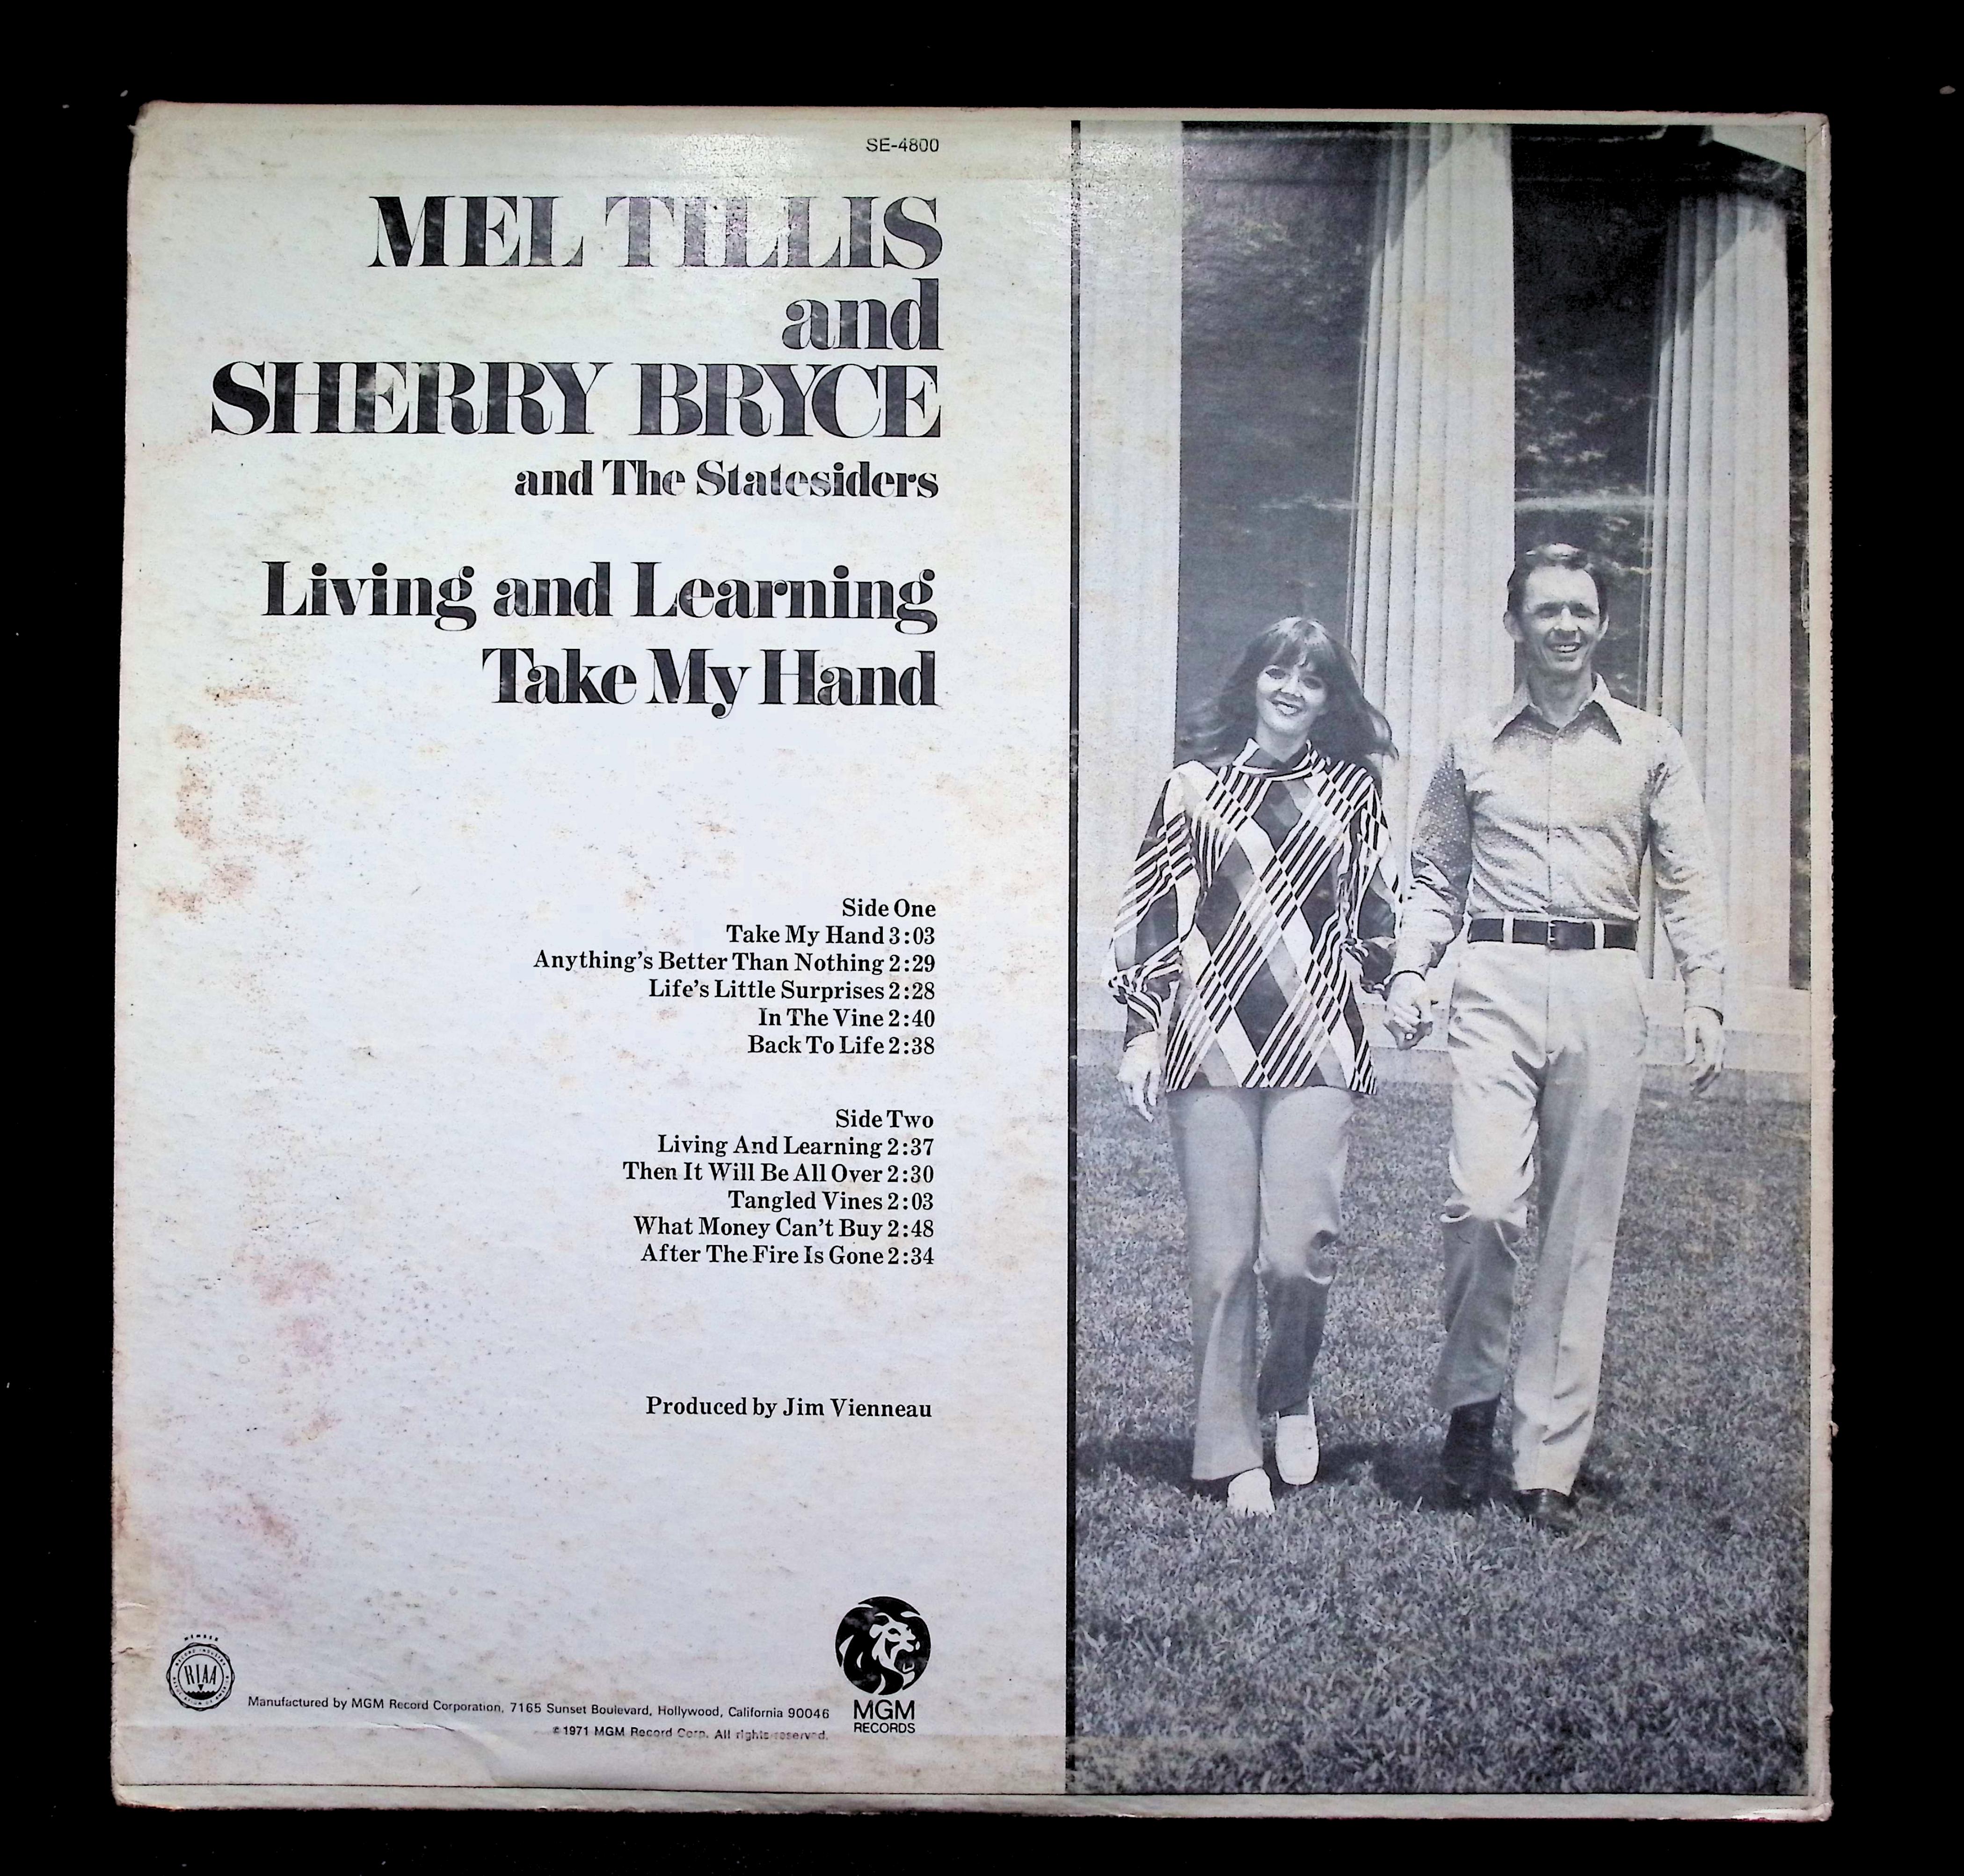 SE-4800
MEL TILLIS
and
SHERRY BRYCE
and The Statesiders
Living and Learning
Take My Hand
Side One
Take My Hand 3:03
Anything's Better Than Nothing 2:29
Life's Little Surprises 2:28
In The Vine 2:40
Back To Life 2:38
Side Two
Living And Learning 2:37
Then It Will Be All Over 2:30
Tangled Vines 2:03
What Money Can't Buy 2:48
After The Fire Is Gone 2:34
Produced by Jim Vienneau
MEMBER
RIAA
Manufactured by MGM Record Corporation, 7165 Sunset Boulevard, Hollywood, California 90046
©1971 MGM Record Corp. All rights reserved.
MGM
RECORDS